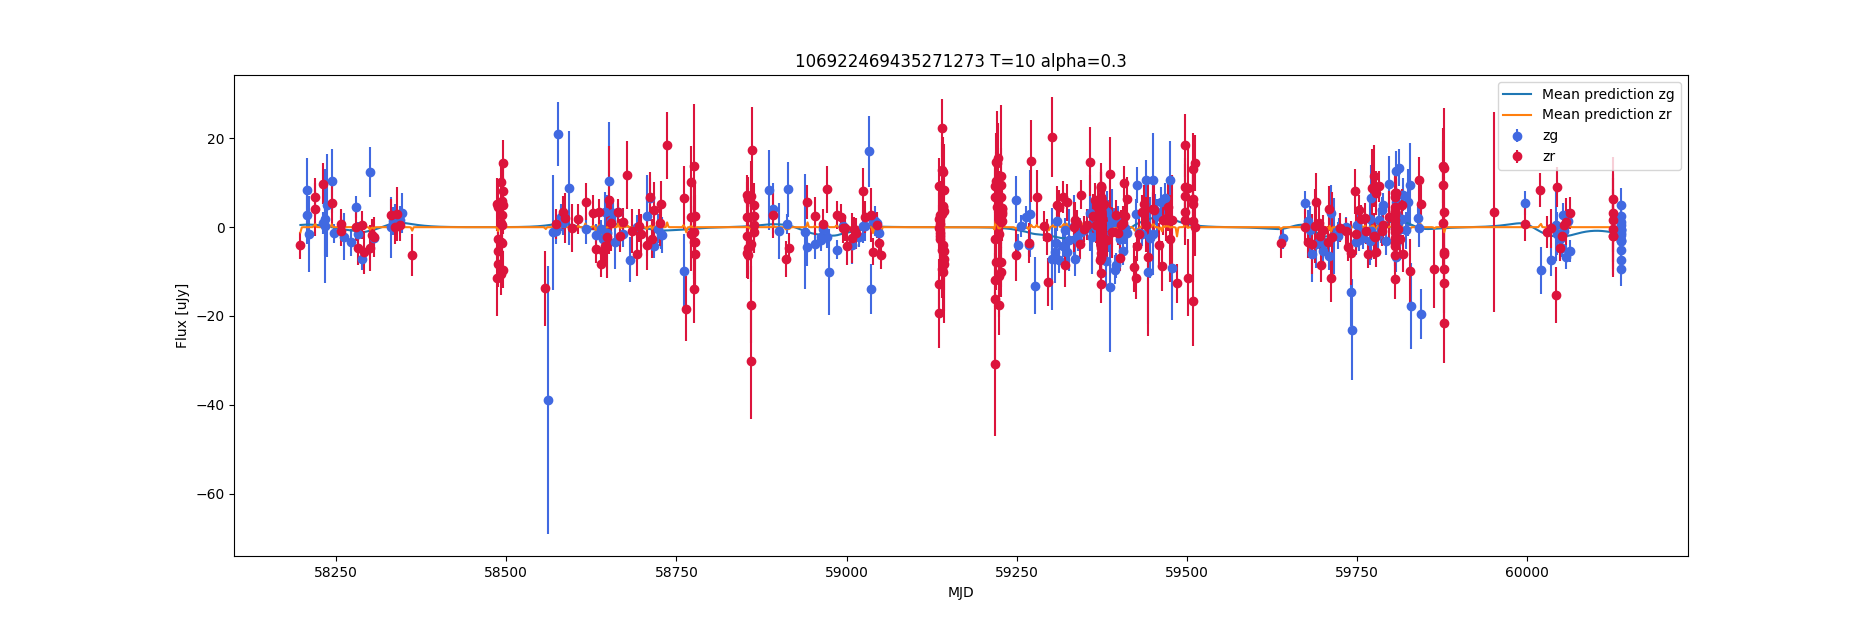 106922469435271273 T=10 alpha=0.3
Mean prediction zg
Mean prediction zr
zg
zr
Flux [uJy]
20
0
−20
−40
−60
58250 58500 58750 59000 59250 59500 59750 60000
MJD